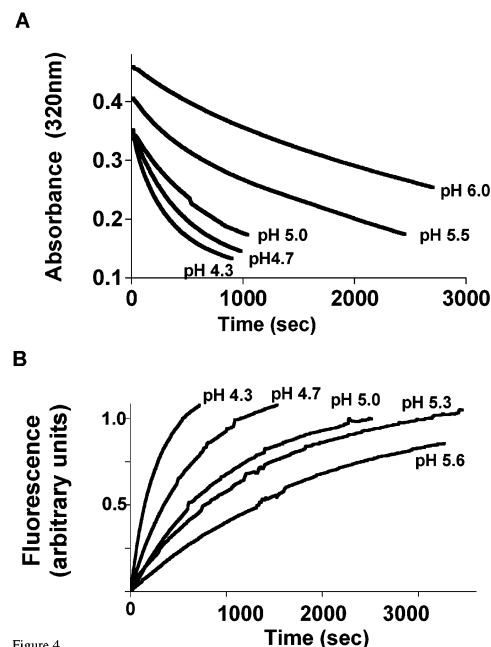 A
Absorbance (320nm)
0.4
0.3
0.2
0.1
pH 6.0
pH 5.5
pH 5.0
pH4.7
pH 4.3
0 1000 2000 3000
Time (sec)
B
Fluorescence
(arbitrary units)
1.0
0.5
pH 4.3
pH 4.7
pH 5.0
pH 5.3
pH 5.6
0 1000 2000 3000
Time (sec)
Figure 4